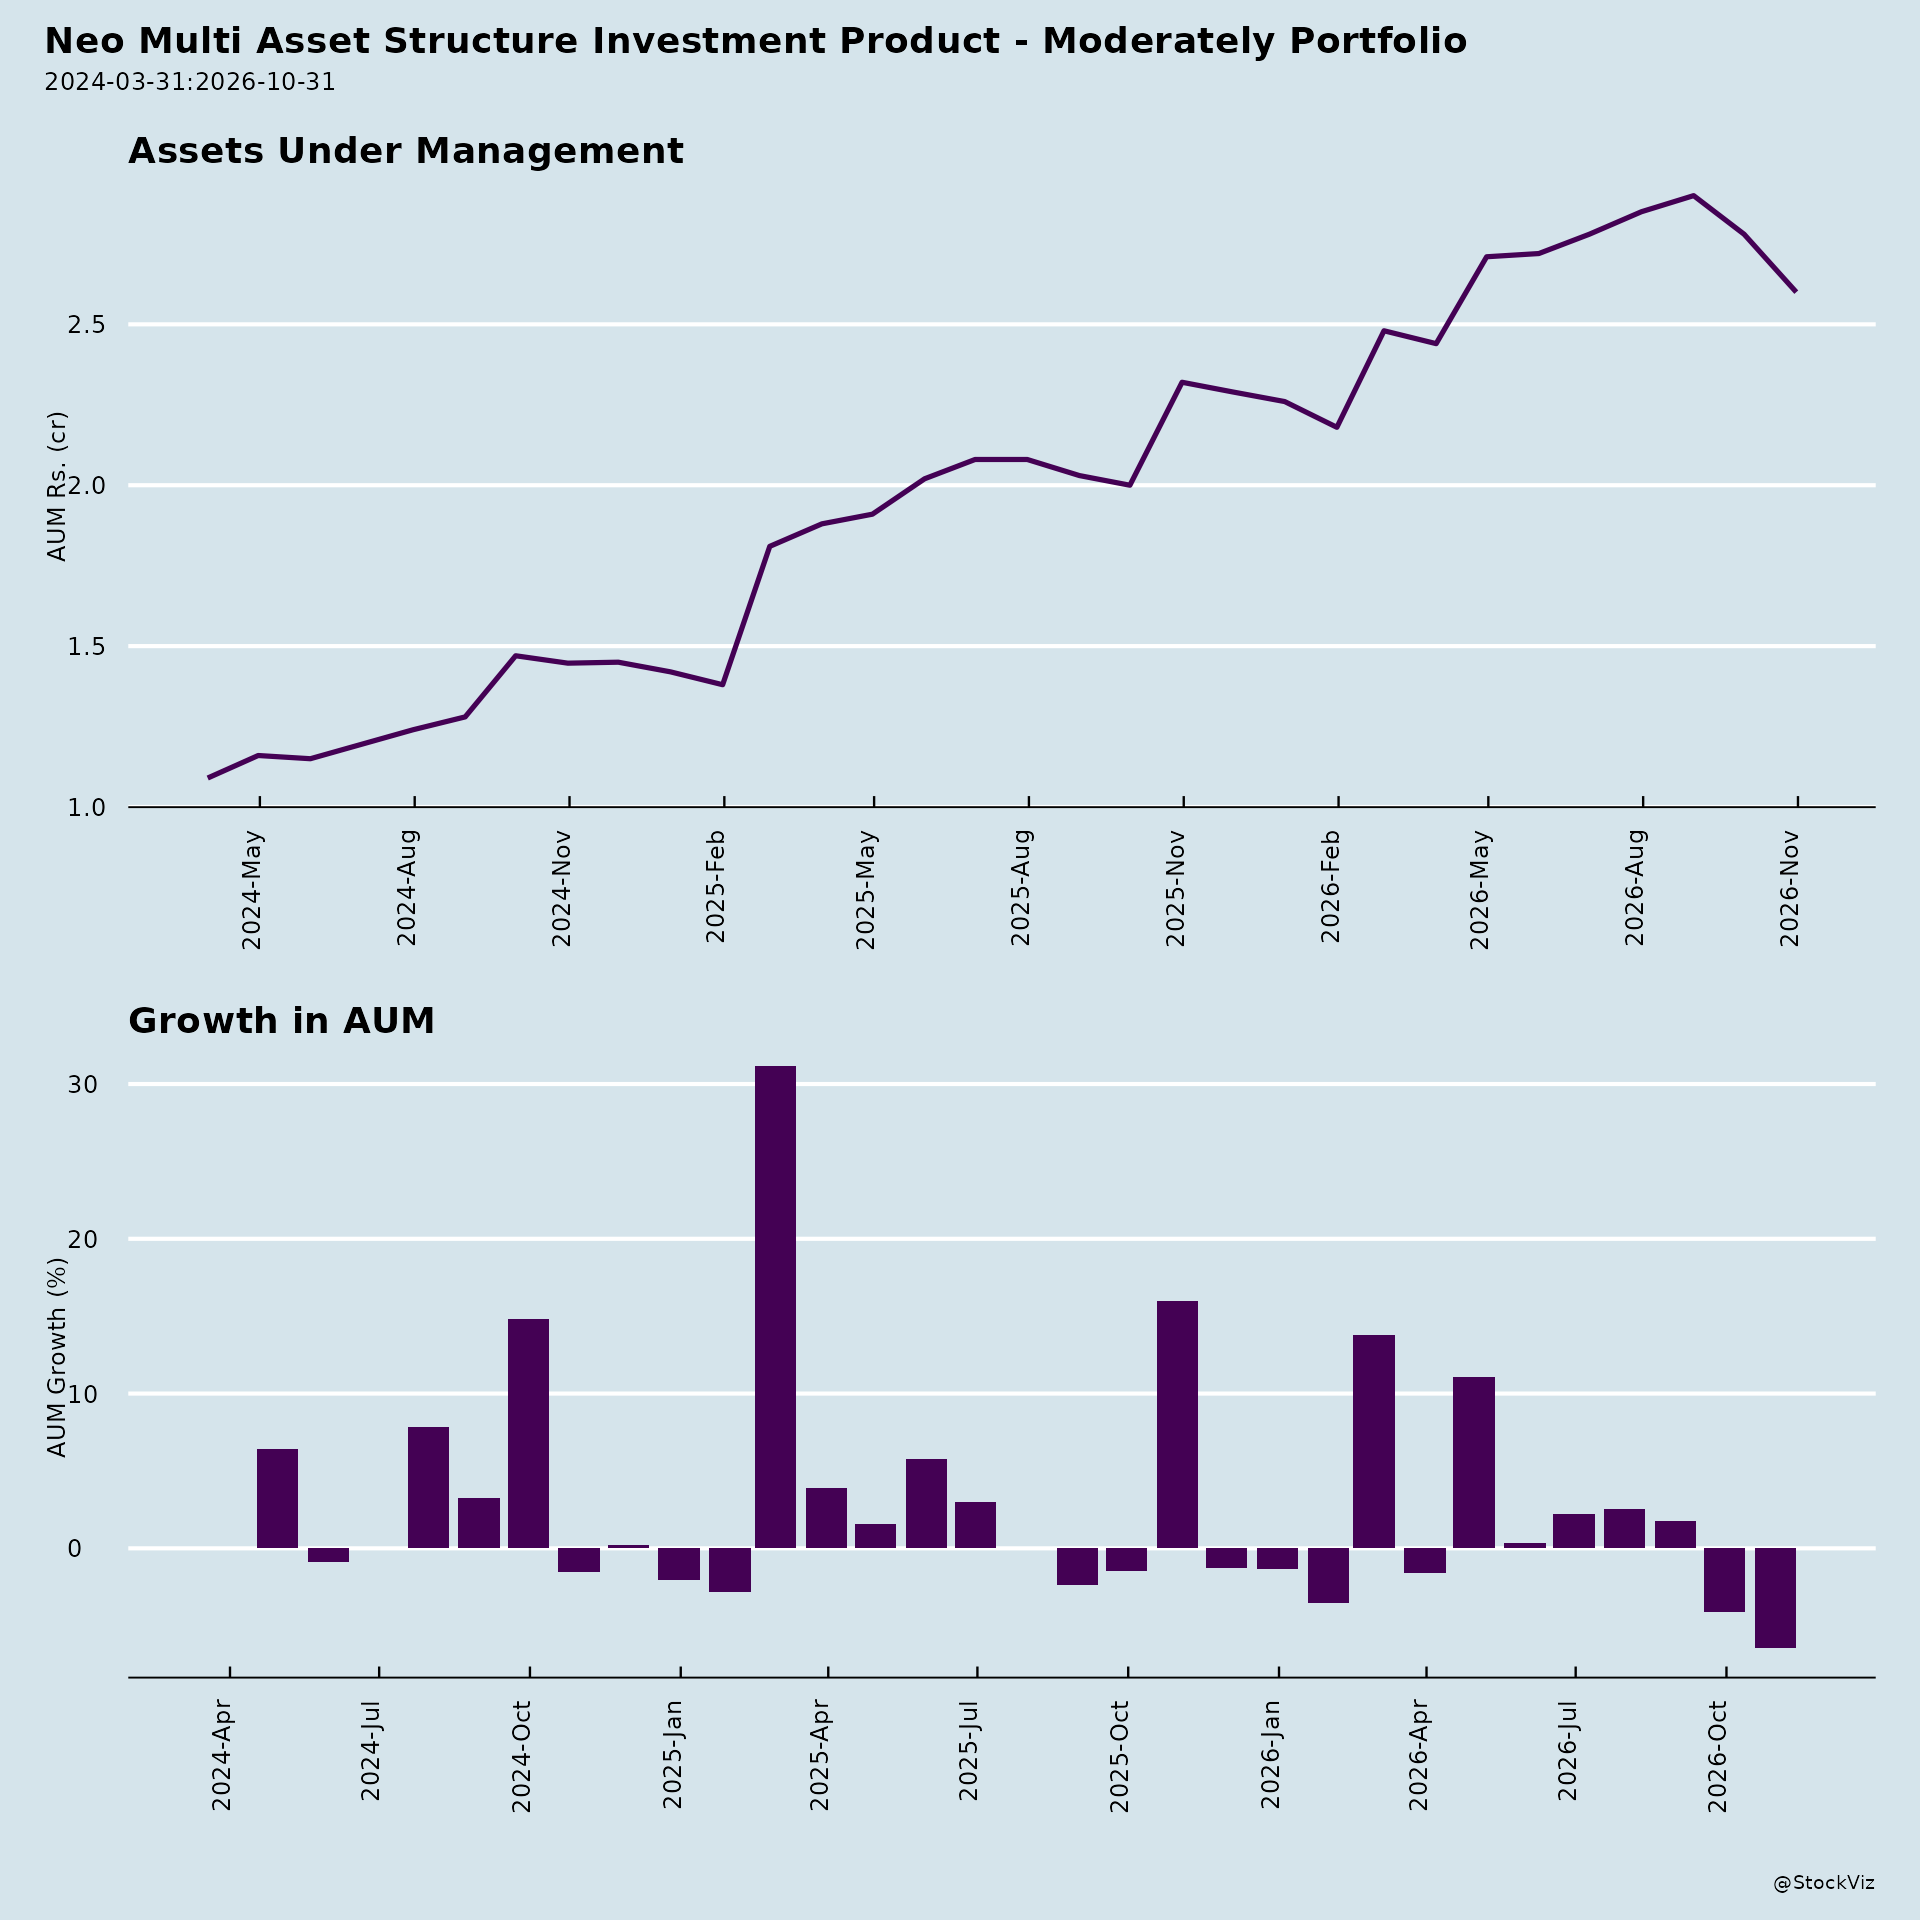 Neo Multi Asset Structure Investment Product - Moderately Portfolio
2024-03-31:2026-10-31
Assets Under Management
AUM Rs. (cr)
2.5
2.0
1.5
1.0
2024-May
2024-Aug
2024-Nov
2025-Feb
2025-May
2025-Aug
2025-Nov
2026-Feb
2026-May
2026-Aug
2026-Nov
Growth in AUM
AUM Growth (%)
30
20
10
0
2024-Apr
2024-Jul
2024-Oct
2025-Jan
2025-Apr
2025-Jul
2025-Oct
2026-Jan
2026-Apr
2026-Jul
2026-Oct
@StockViz